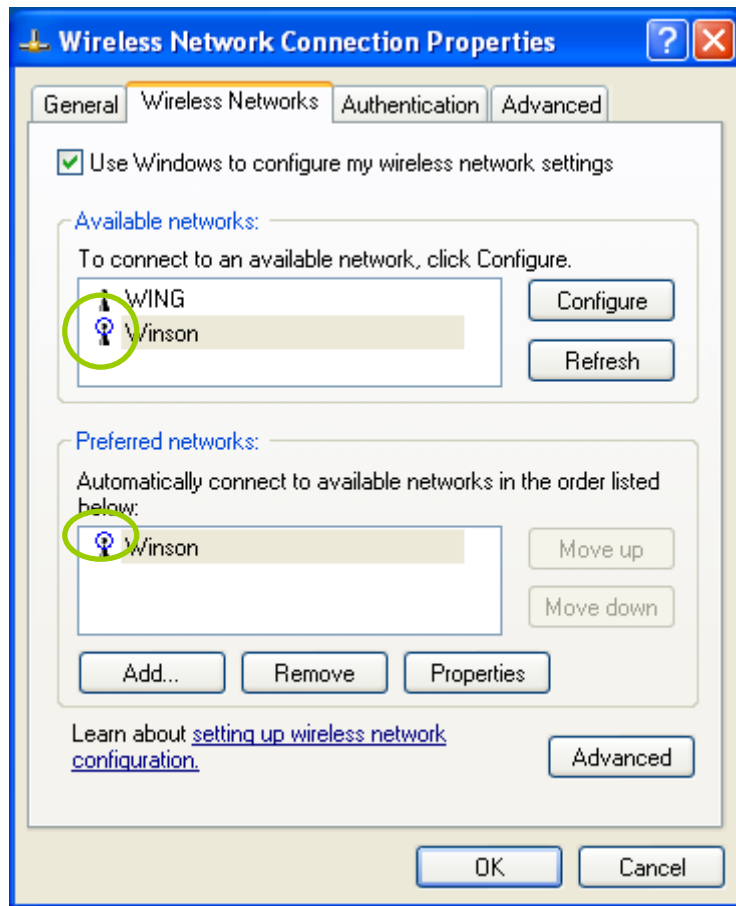 Wireless Network Connection Properties
General Wireless Networks Authentication Advanced
Use Windows to configure my wireless network settings
Available networks:
To connect to an available network, click Configure.
WING
Winson
Configure
Refresh
Preferred networks:
Automatically connect to available networks in the order listed
below:
Winson
Move up
Move down
Add... Remove Properties
Learn about setting up wireless network
configuration.
Advanced
OK Cancel